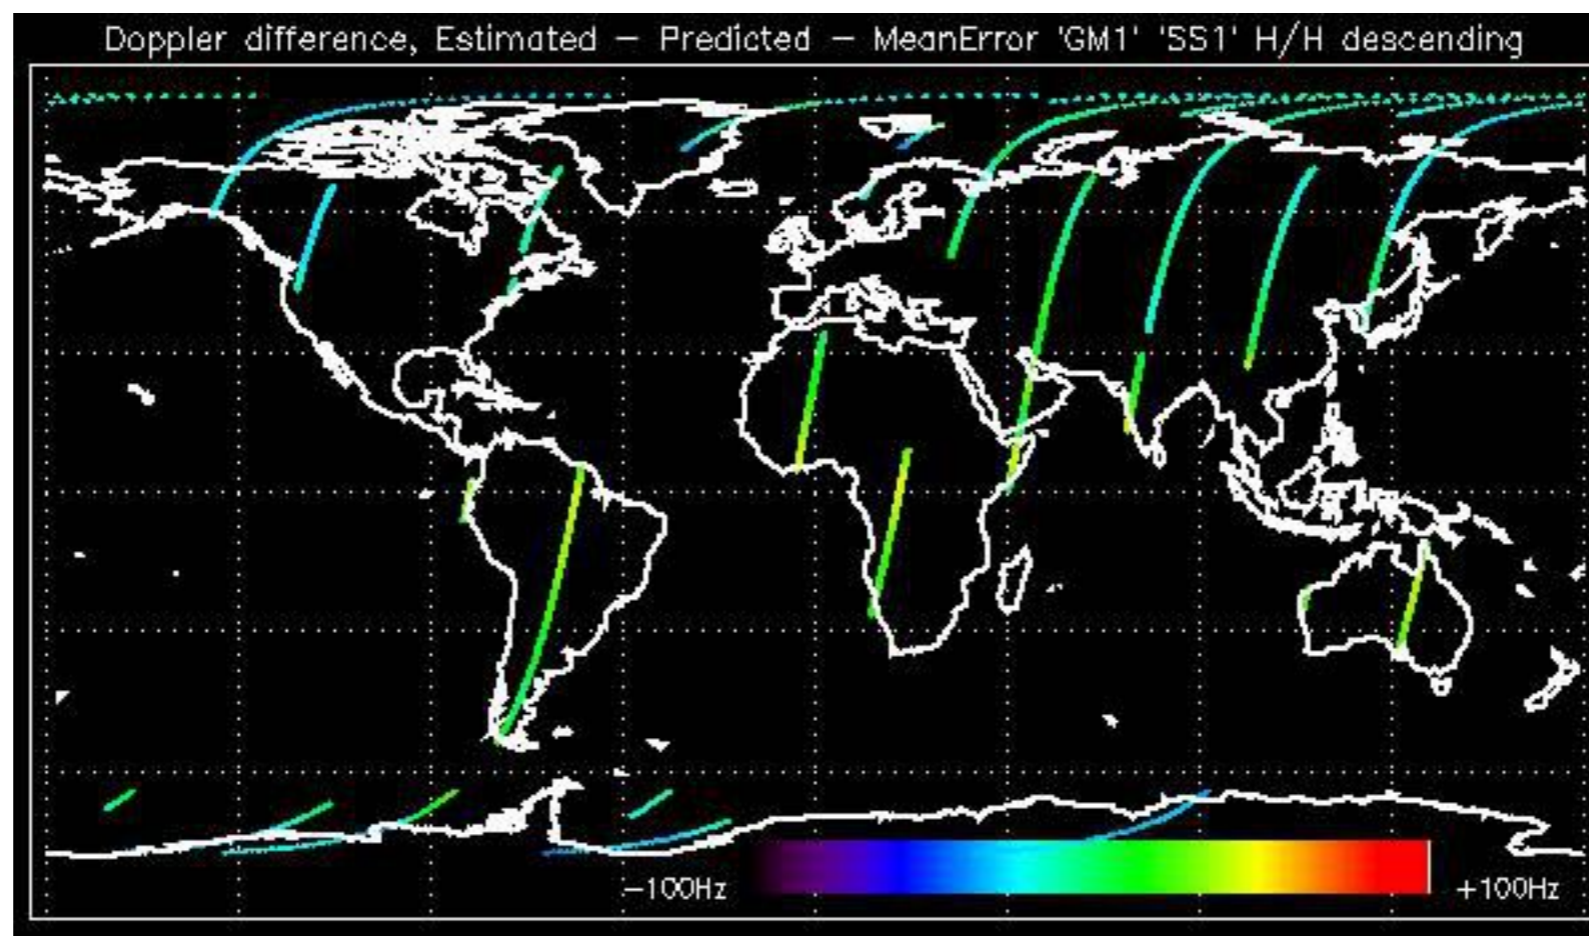 Doppler difference, Estimated − Predicted − MeanError 'GM1' 'SS1' H/H descending
−100Hz +100Hz